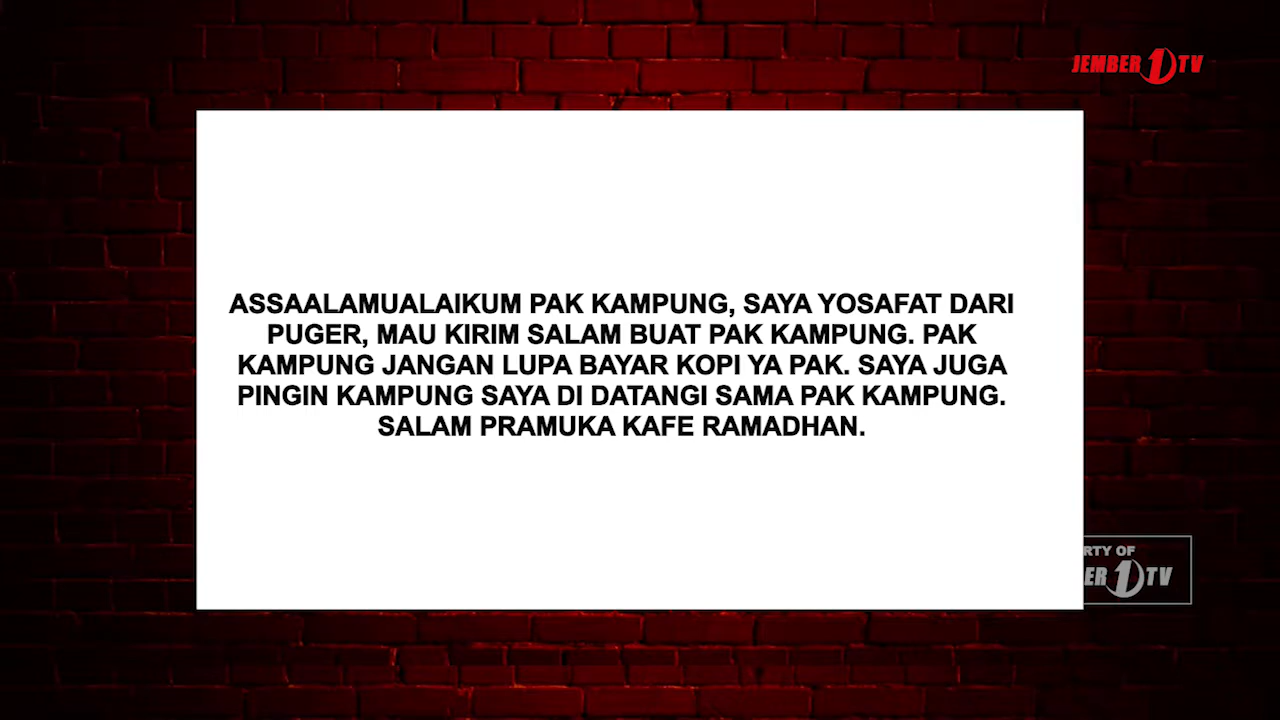 JEMBER 1 TV
ASSAALAMUALAIKUM PAK KAMPUNG, SAYA YOSAFAT DARI
PUGER, MAU KIRIM SALAM BUAT PAK KAMPUNG. PAK
KAMPUNG JANGAN LUPA BAYAR KOPI YA PAK. SAYA JUGA
PINGIN KAMPUNG SAYA DI DATANGI SAMA PAK KAMPUNG.
SALAM PRAMUKA KAFE RAMADHAN.
RTY OF
ER 1 TV